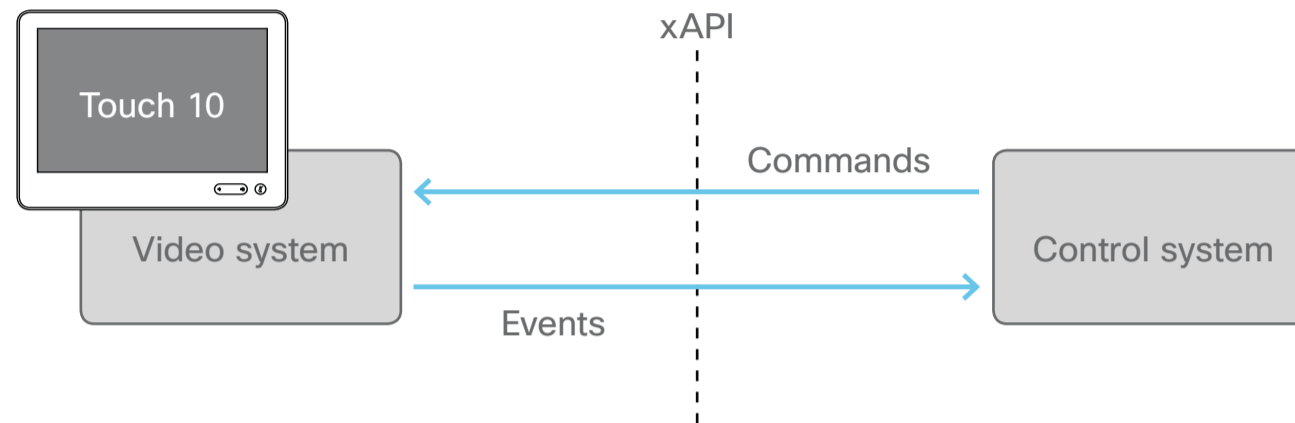 xAPI
Touch 10
Commands
Video system
Control system
Events